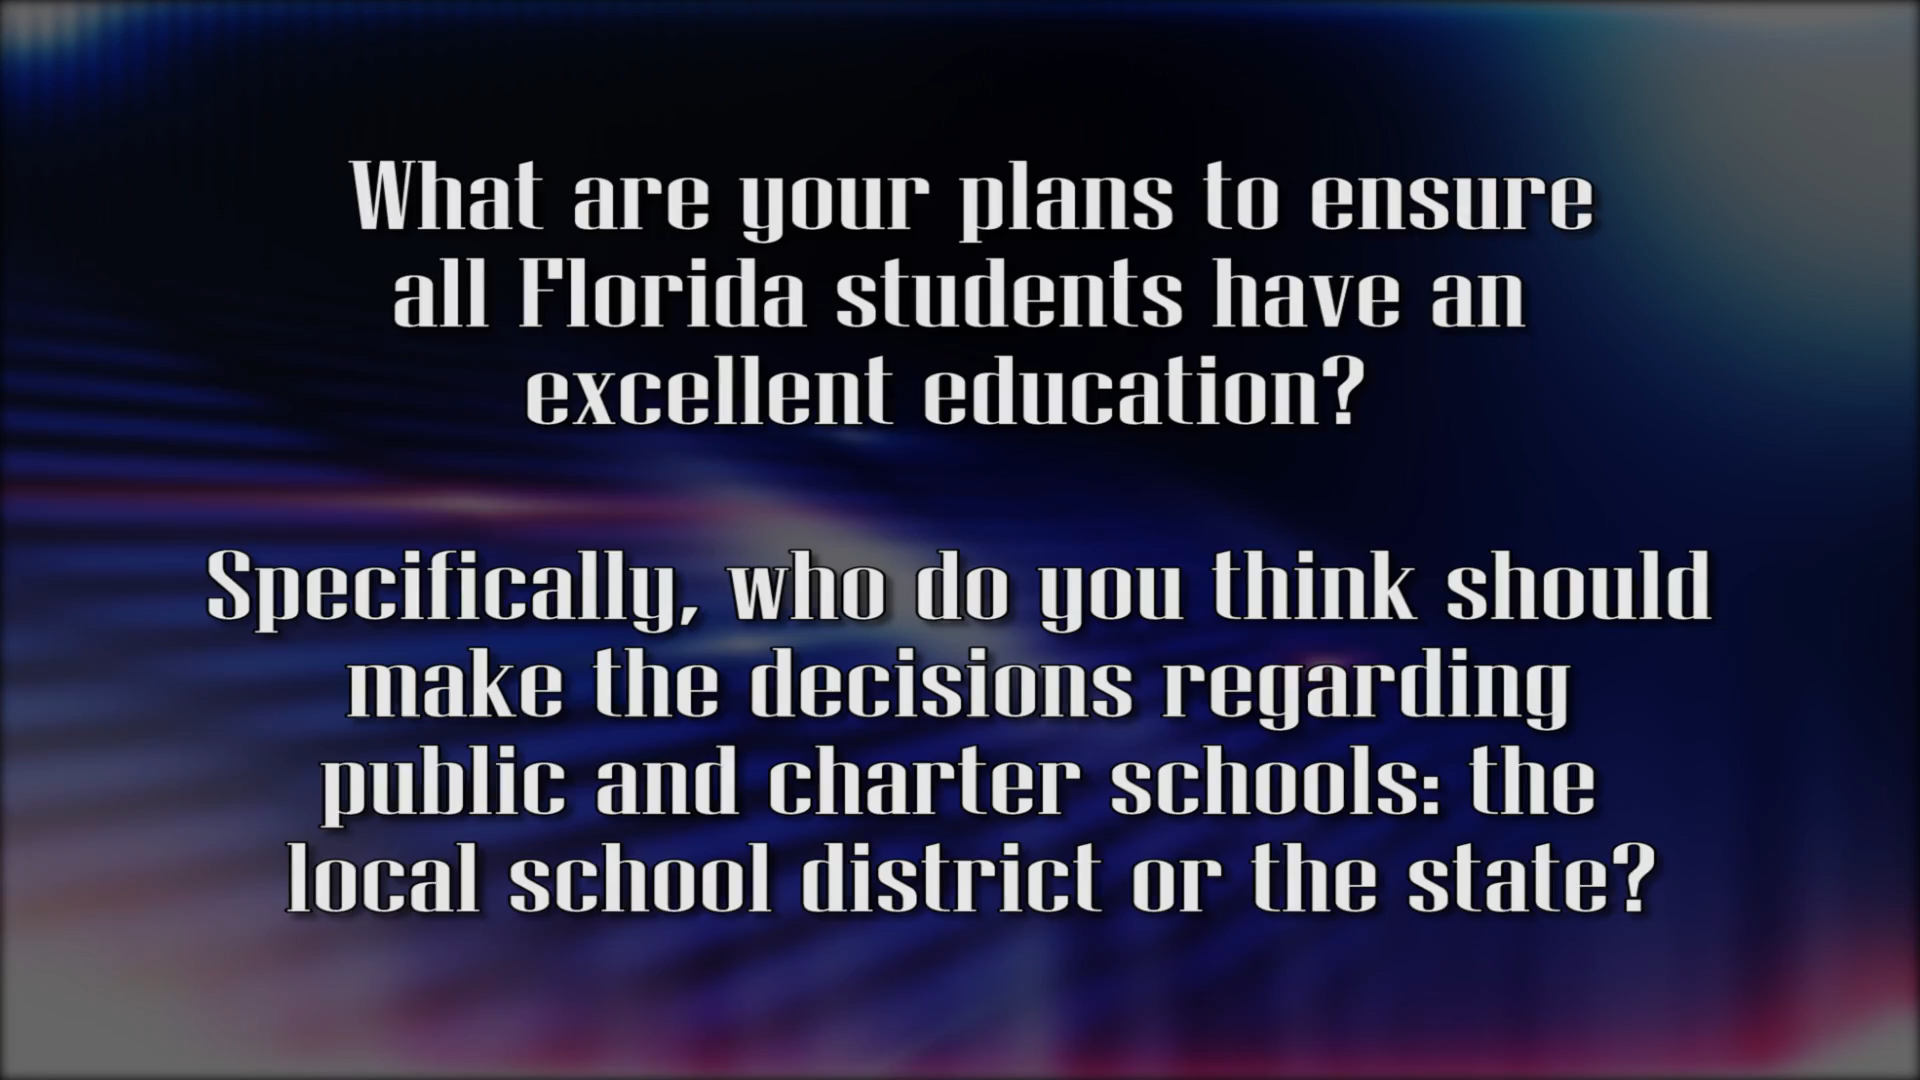 What are your plans to ensure
all Florida students have an
excellent education?
Specifically, who do you think should
make the decisions regarding
public and charter schools: the
local school district or the state?